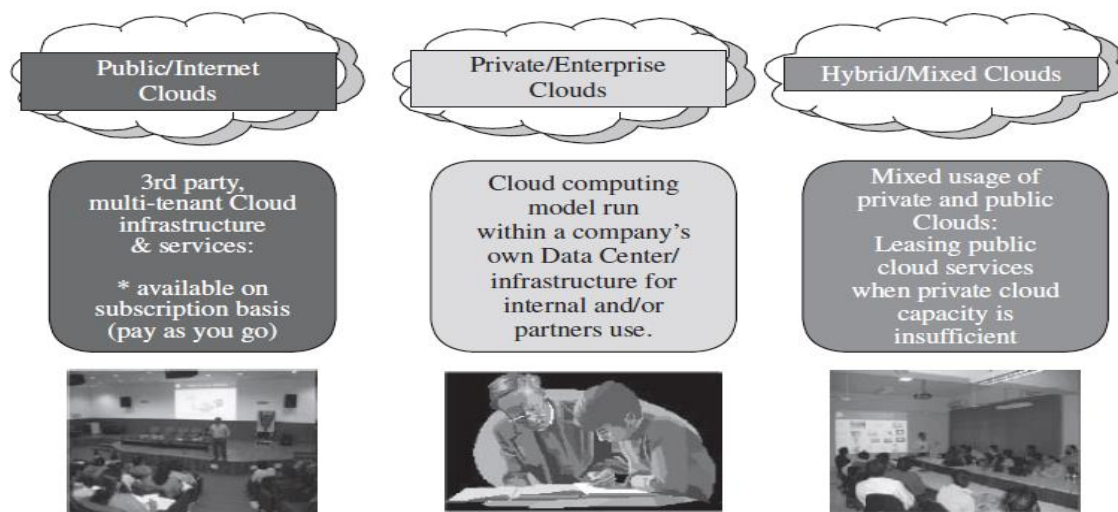 Public/Internet
Clouds
3rd party,
multi-tenant Cloud
infrastructure
& services:
* available on
subscription basis
(pay as you go)
Private/Enterprise
Clouds
Cloud computing
model run
within a company’s
own Data Center/
infrastructure for
internal and/or
partners use.
Hybrid/Mixed Clouds
Mixed usage of
private and public
Clouds:
Leasing public
cloud services
when private cloud
capacity is
insufficient